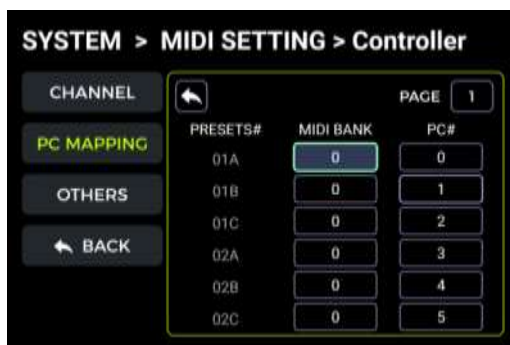 SYSTEM > MIDI SETTING > Controller
CHANNEL
PC MAPPING
OTHERS
BACK
PAGE 1
PRESETS# MIDI BANK PC#
01A 0 0
01B 0 1
01C 0 2
02A 0 3
02B 0 4
02C 0 5